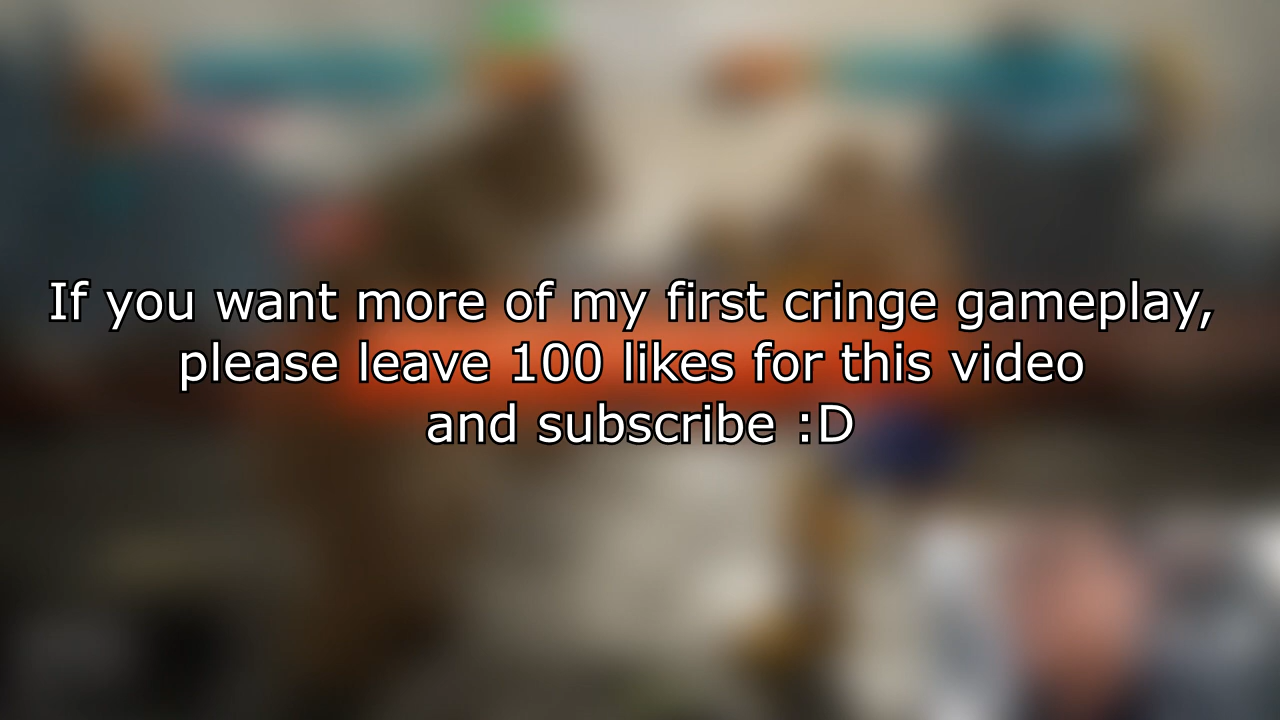 If you want more of my first cringe gameplay,
please leave 100 likes for this video
and subscribe :D